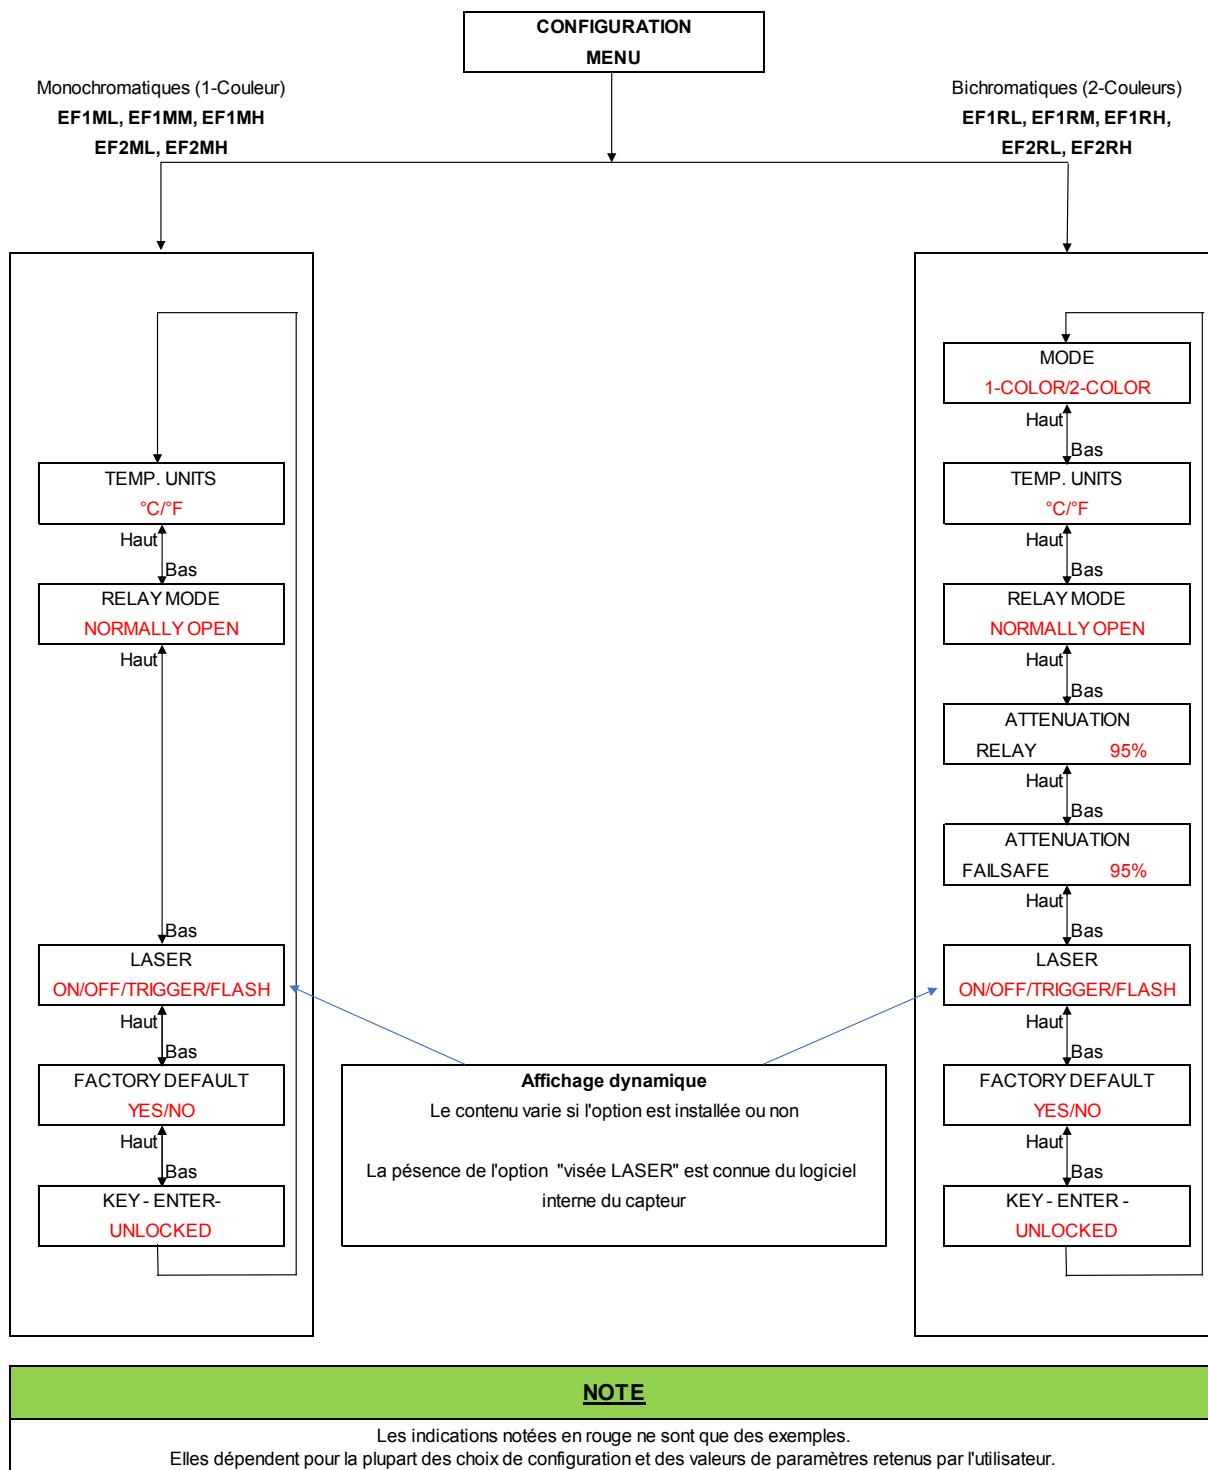 CONFIGURATION
MENU
Monochromatiques (1-Couleur)
EF1ML, EF1MM, EF1MH
EF2ML, EF2MH
Bichromatiques (2-Couleurs)
EF1RL, EF1RM, EF1RH,
EF2RL, EF2RH
TEMP. UNITS
°C/°F
Haut
Bas
RELAY MODE
NORMALLY OPEN
Haut
Bas
LASER
ON/OFF/TRIGGER/FLASH
Haut
Bas
FACTORY DEFAULT
YES/NO
Haut
Bas
KEY - ENTER-
UNLOCKED
Affichage dynamique
Le contenu varie si l'option est installée ou non
La pésence de l'option "visée LASER" est connue du logiciel
interne du capteur
MODE
1-COLOR/2-COLOR
Haut
Bas
TEMP. UNITS
°C/°F
Haut
Bas
RELAY MODE
NORMALLY OPEN
Haut
Bas
ATTENUATION
RELAY 95%
Haut
Bas
ATTENUATION
FAILSAFE 95%
Haut
Bas
LASER
ON/OFF/TRIGGER/FLASH
Haut
Bas
FACTORY DEFAULT
YES/NO
Haut
Bas
KEY - ENTER -
UNLOCKED
NOTE
Les indications notées en rouge ne sont que des exemples.
Elles dépendent pour la plupart des choix de configuration et des valeurs de paramètres retenus par l'utilisateur.